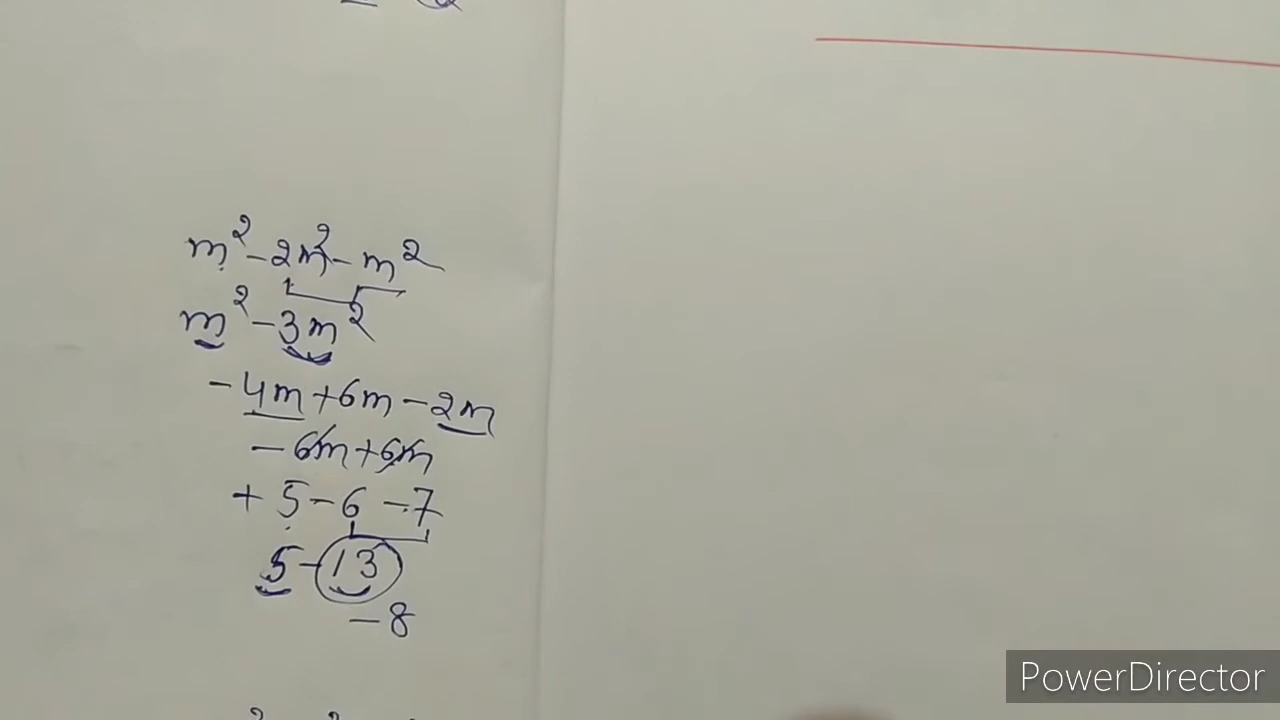 m² - 2m² - m²
m² - 3m²
- 4m + 6m - 2m
- 6m + 6m
+ 5 - 6 - 7
5 - 13
- 8
PowerDirector